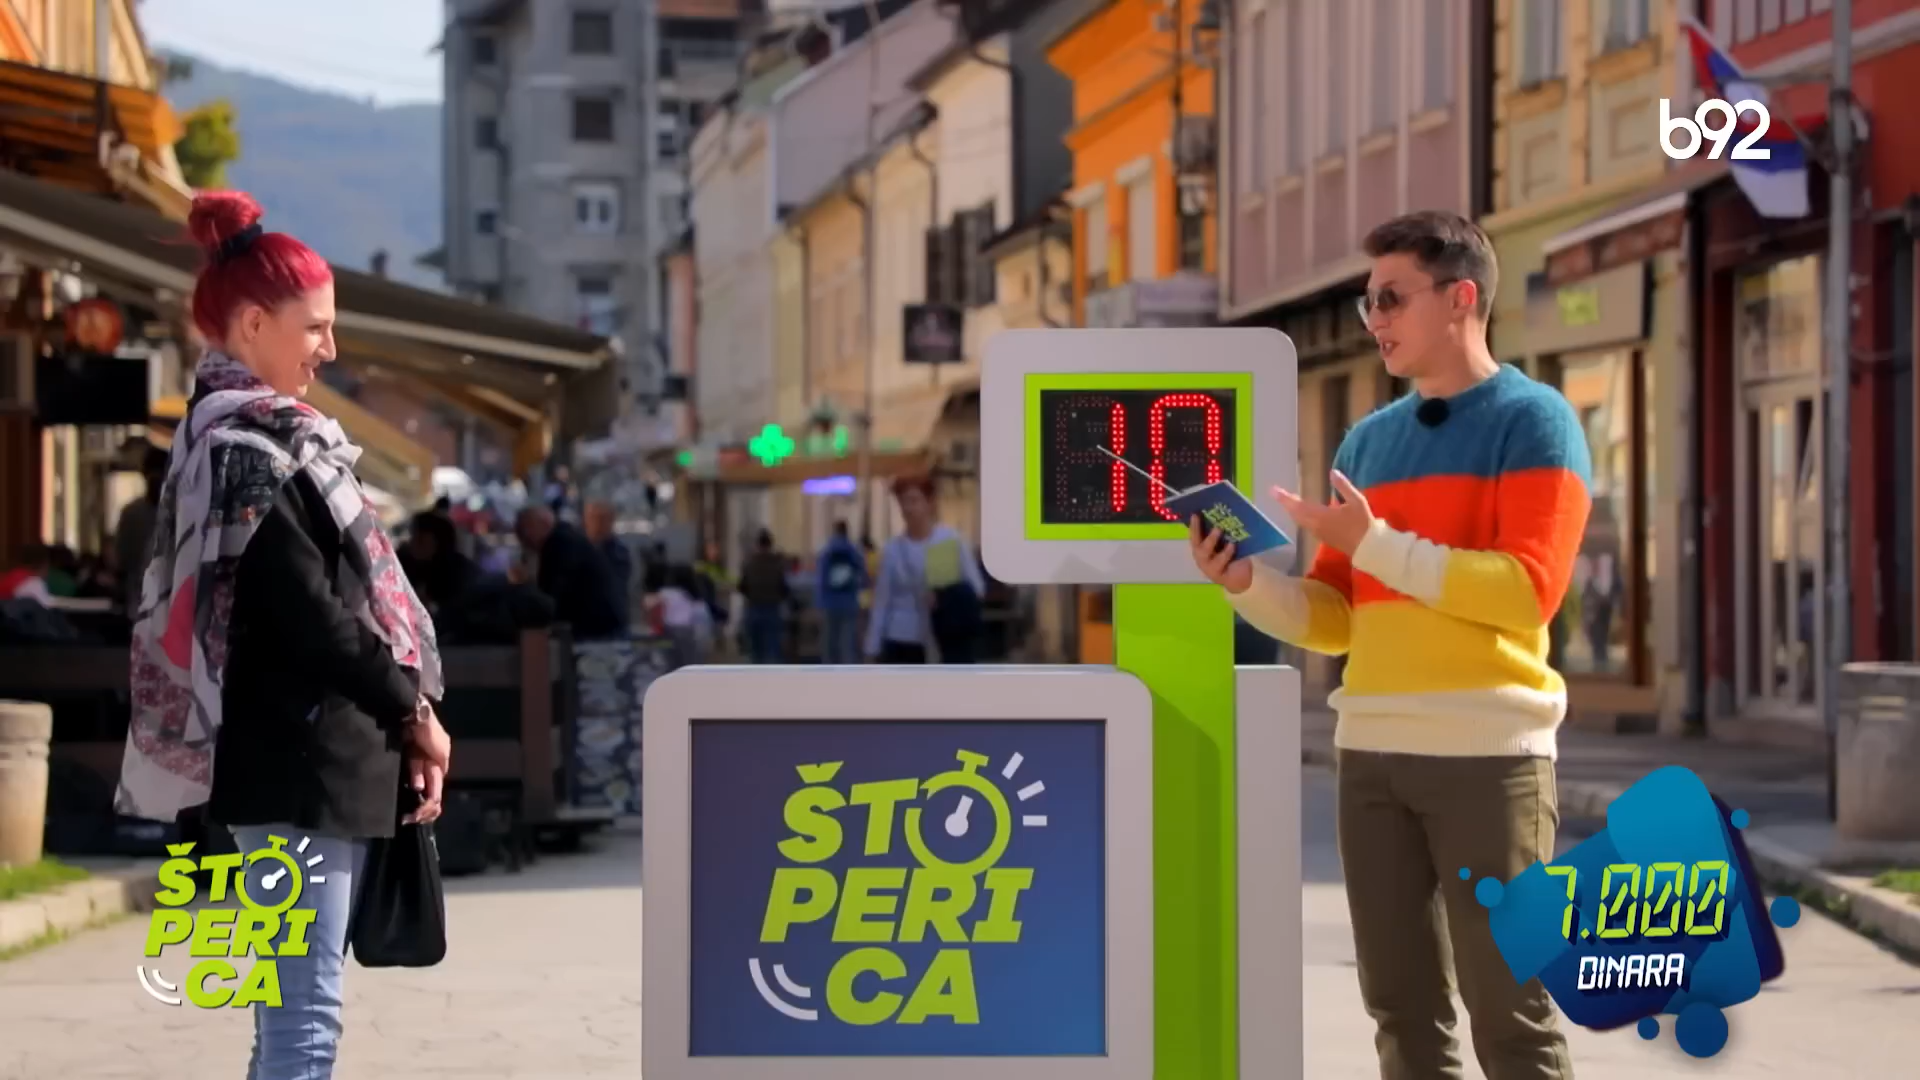 b92
10
ŠTO
PERI
CA
ŠTO
PERI
CA
7.000
DINARA